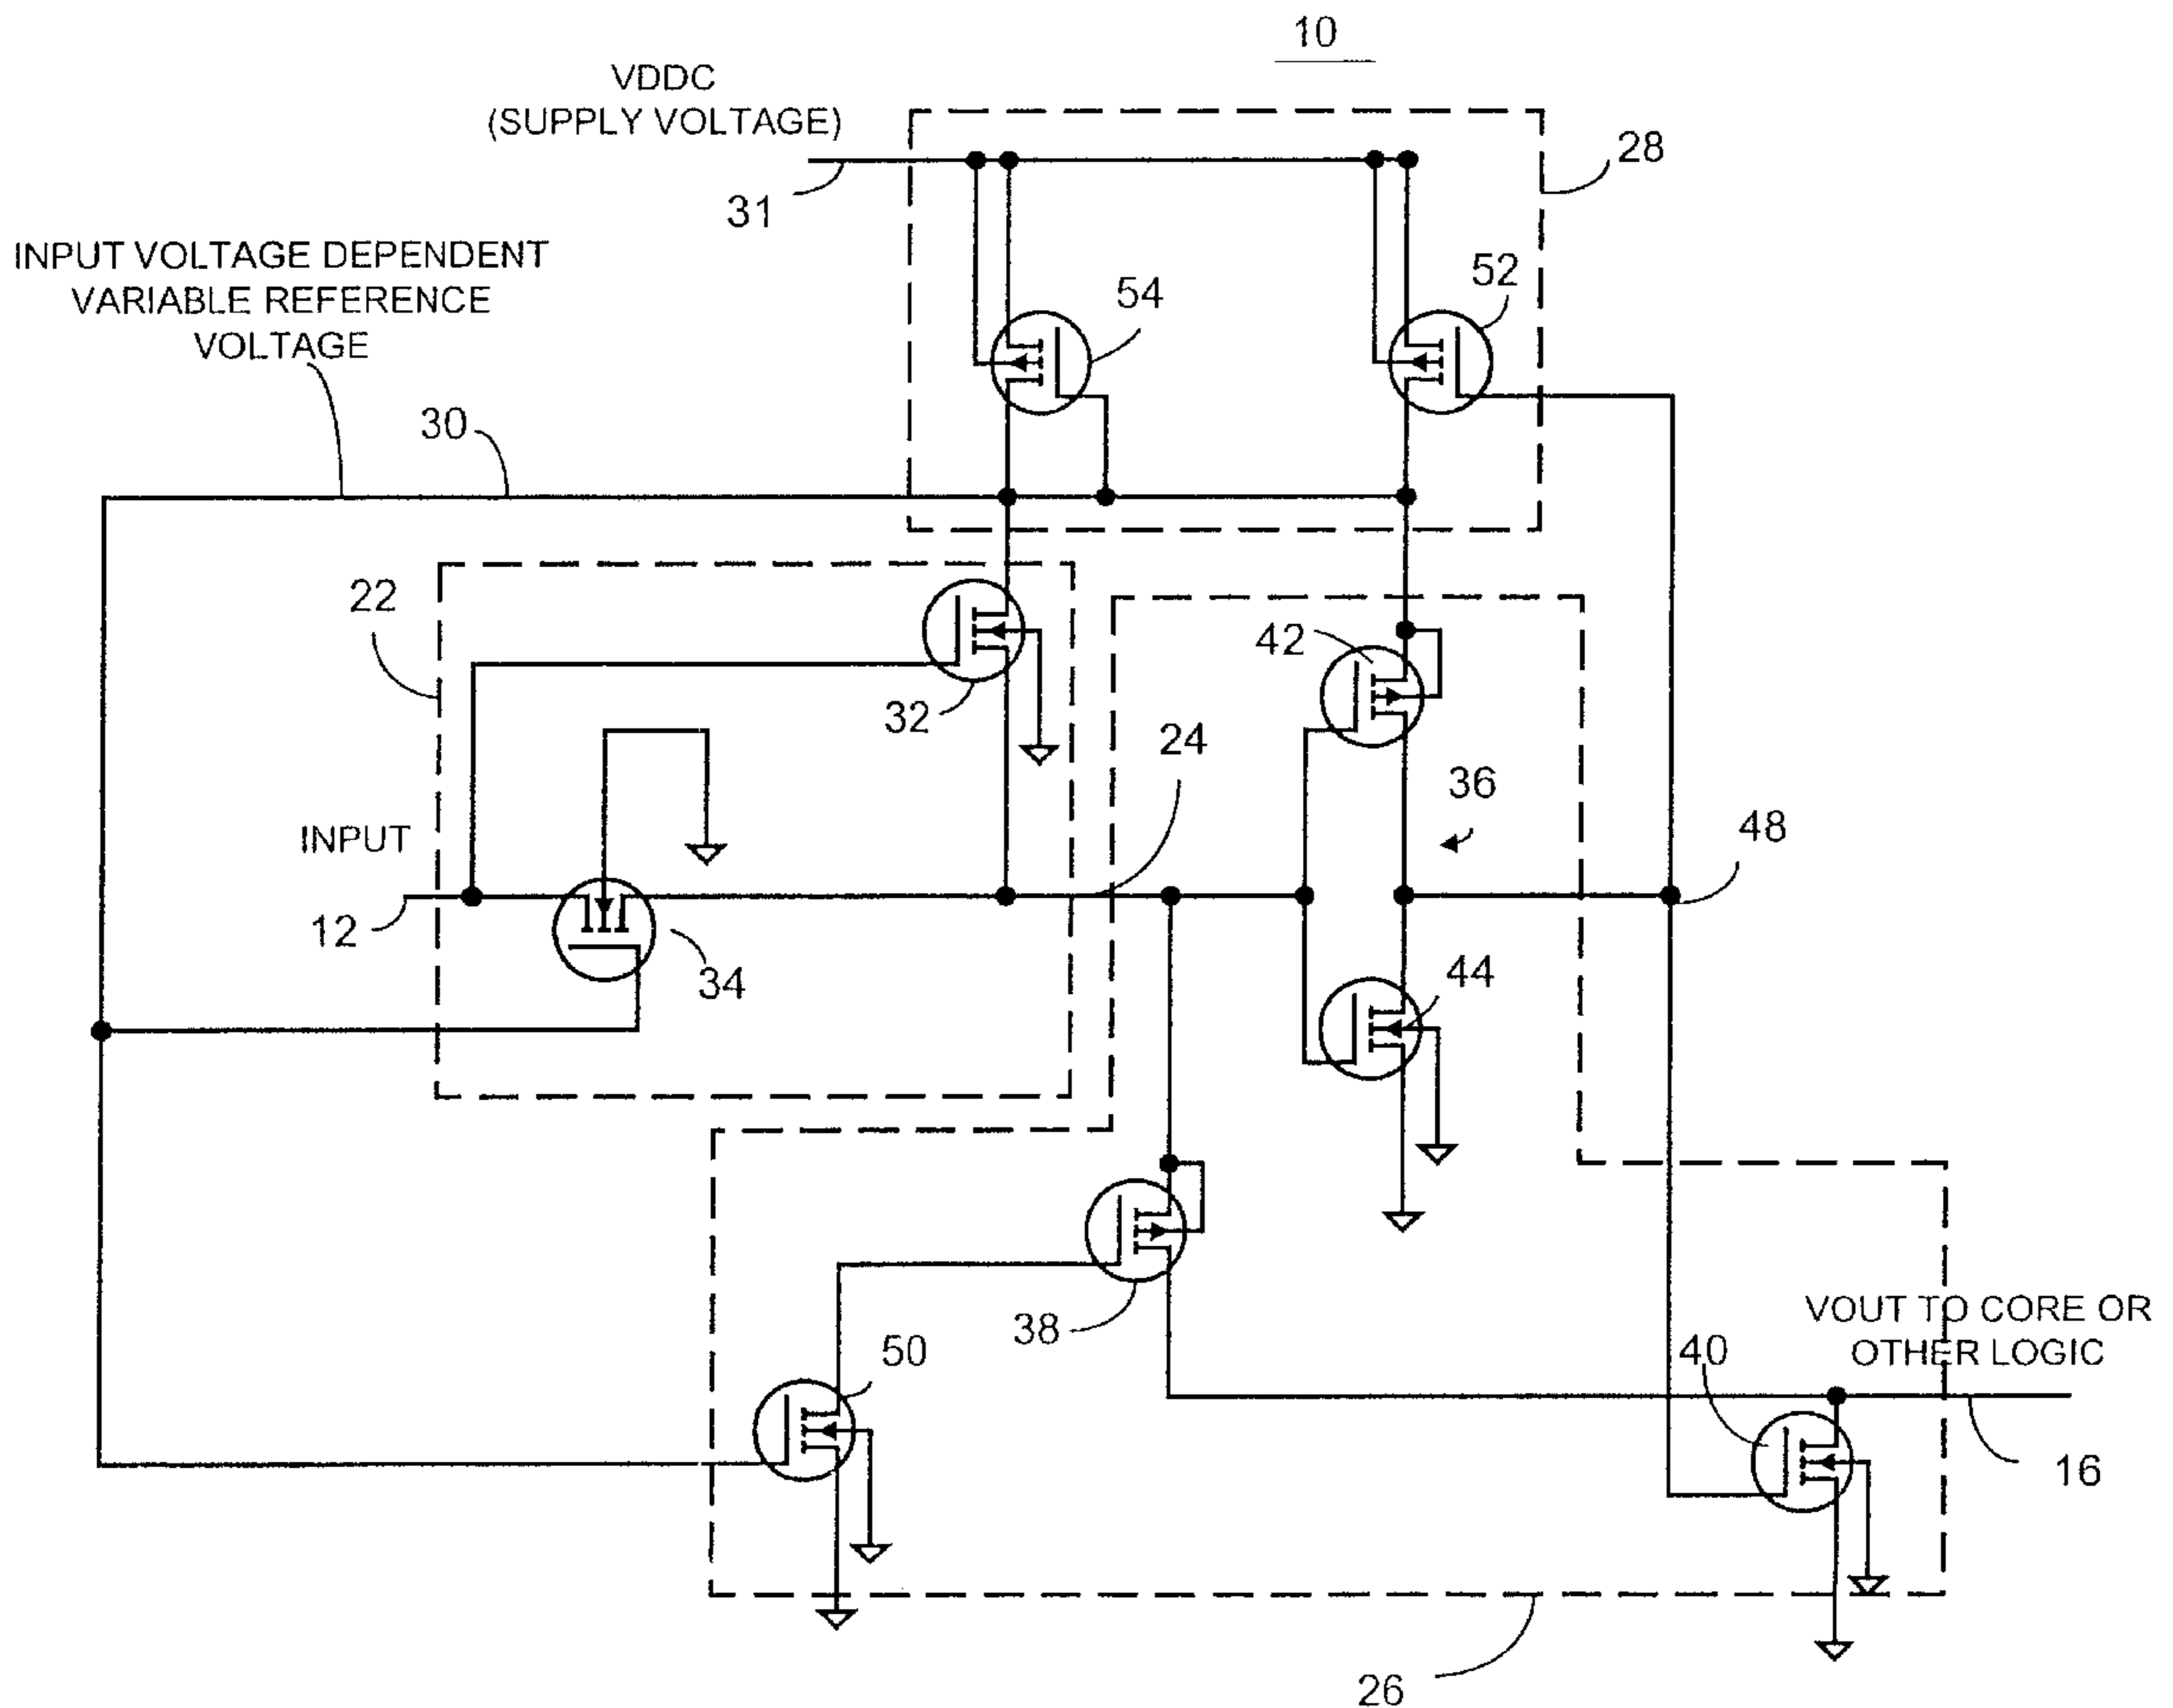 10
VDDC
(SUPPLY VOLTAGE)
28
31
INPUT VOLTAGE DEPENDENT
VARIABLE REFERENCE
VOLTAGE
52
54
30
22
42
32
24
36
INPUT
48
12
34
44
VOUT TO CORE OR
OTHER LOGIC
38
50
40
16
26